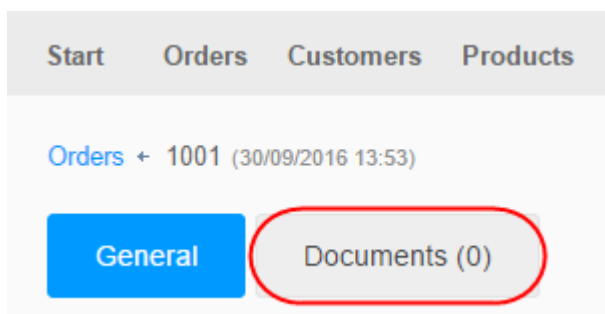 Start Orders Customers Products
Orders ← 1001 (30/09/2016 13:53)
General Documents (0)